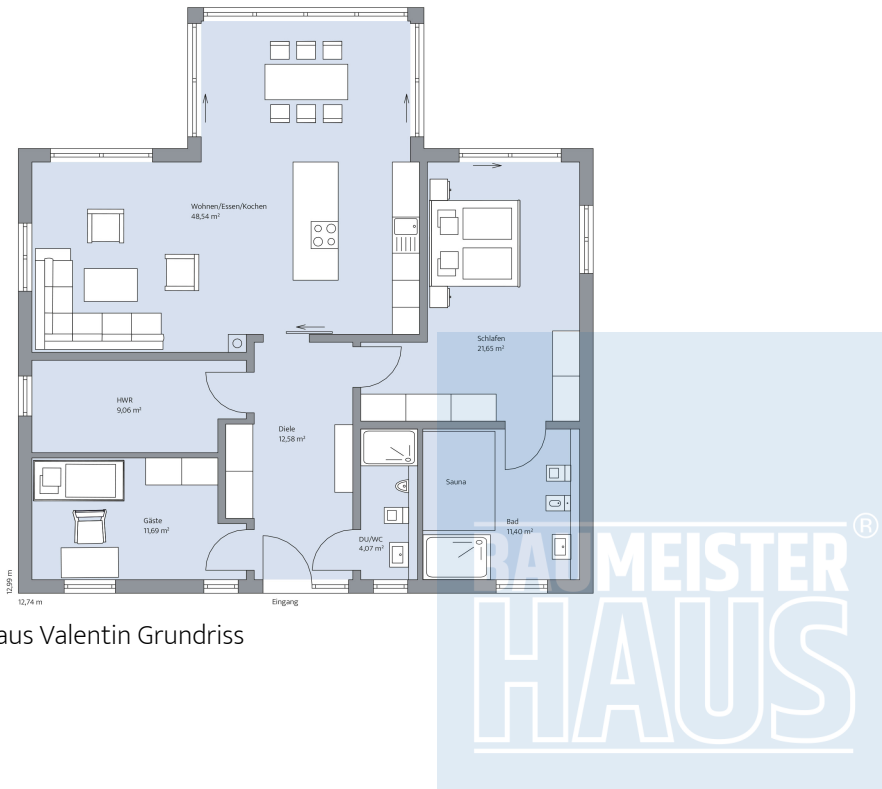 Wohnen/Essen/Kochen
48,54 m²
Schlafen
21,65 m²
HWR
9,06 m²
Diele
12,58 m²
Sauna
Gäste
11,69 m²
DU/WC
4,07 m²
Bad
11,40 m²
12,99 m
12,74 m
Eingang
aus Valentin Grundriss
BAUMEISTER®
HAUS